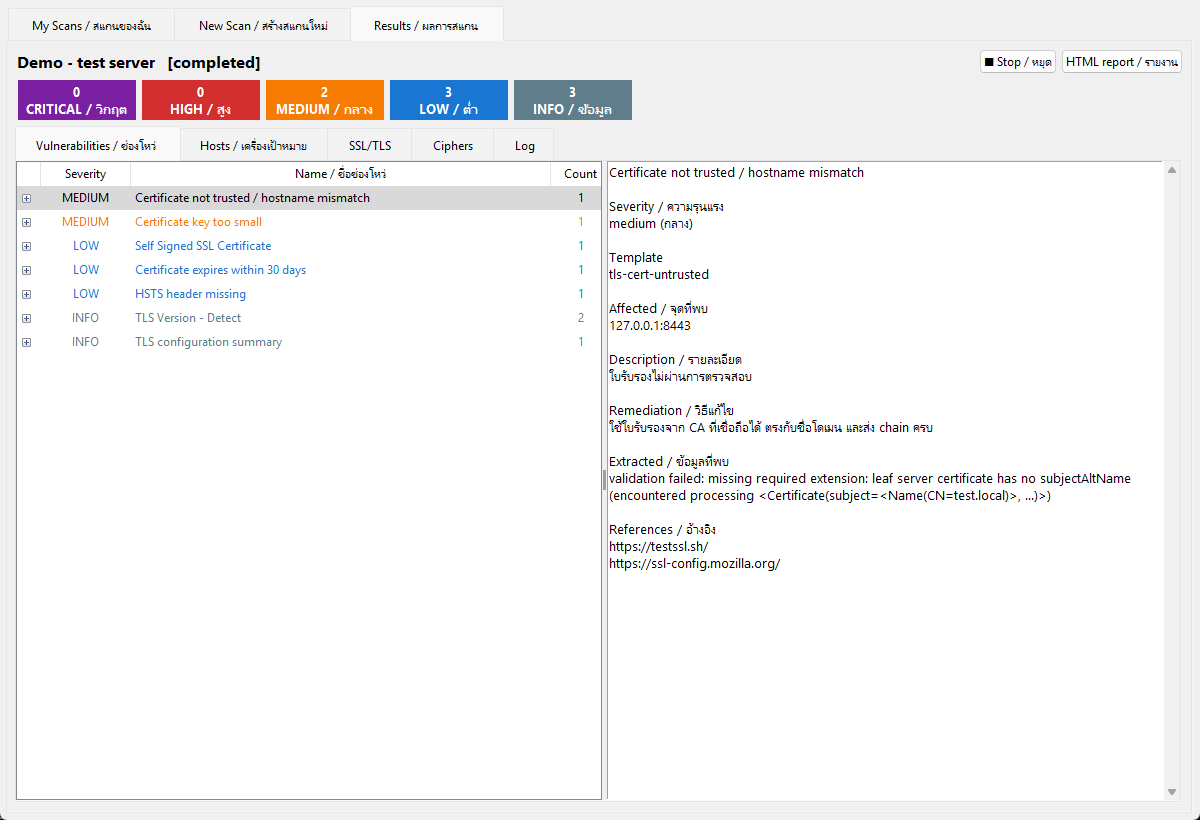 My Scans / สแกนของฉัน
New Scan / สร้างสแกนใหม่
Results / ผลการสแกน
Demo - test server [completed]
■ Stop / หยุด
HTML report / รายงาน
0
CRITICAL / วิกฤต
0
HIGH / สูง
2
MEDIUM / กลาง
3
LOW / ต่ำ
3
INFO / ข้อมูล
Vulnerabilities / ช่องโหว่
Hosts / เครื่องเป้าหมาย
SSL/TLS
Ciphers
Log
Severity Name / ชื่อช่องโหว่ Count
MEDIUM Certificate not trusted / hostname mismatch 1
MEDIUM Certificate key too small 1
LOW Self Signed SSL Certificate 1
LOW Certificate expires within 30 days 1
LOW HSTS header missing 1
INFO TLS Version - Detect 2
INFO TLS configuration summary 1
Certificate not trusted / hostname mismatch
Severity / ความรุนแรง
medium (กลาง)
Template
tls-cert-untrusted
Affected / จุดที่พบ
127.0.0.1:8443
Description / รายละเอียด
ใบรับรองไม่ผ่านการตรวจสอบ
Remediation / วิธีแก้ไข
ใช้ใบรับรองจาก CA ที่เชื่อถือได้ ตรงกับชื่อโดเมน และส่ง chain ครบ
Extracted / ข้อมูลที่พบ
validation failed: missing required extension: leaf server certificate has no subjectAltName
(encountered processing <Certificate(subject=<Name(CN=test.local)>, ...)>)
References / อ้างอิง
https://testssl.sh/
https://ssl-config.mozilla.org/